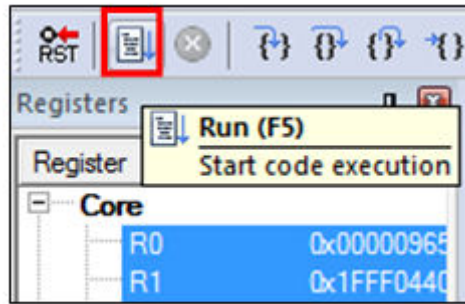 RST
{} {} {} {}
Registers
Run (F5)
Register
Start code execution
Core
R0 0x00000965
R1 0x1FFF0440